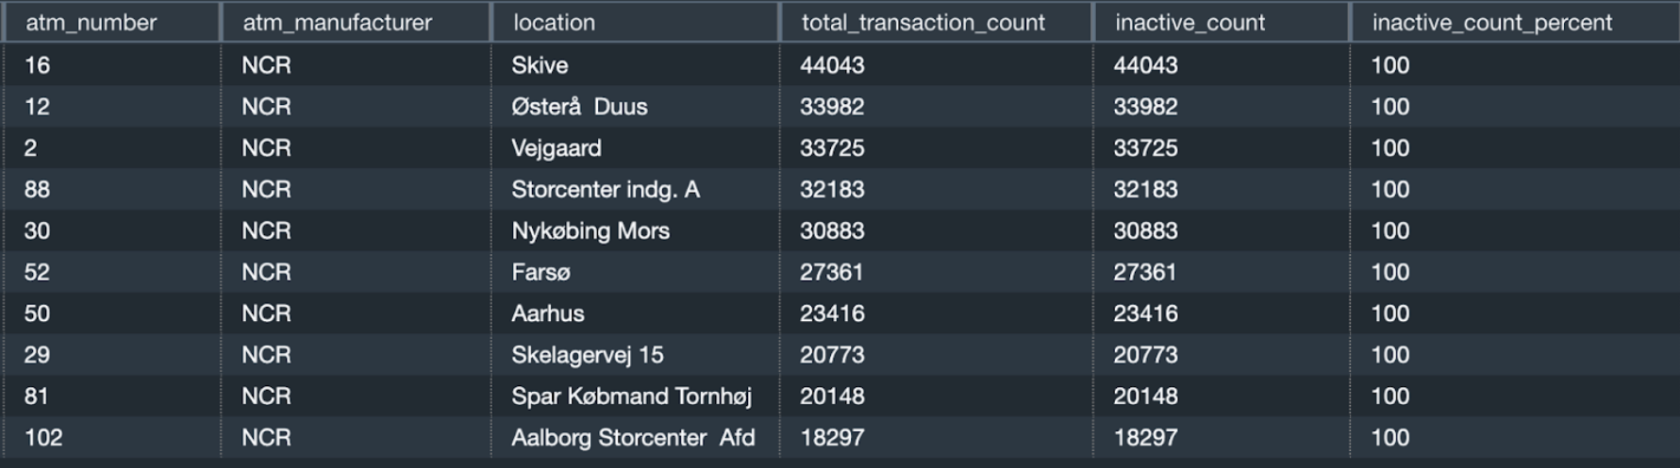 atm_number atm_manufacturer location total_transaction_count inactive_count inactive_count_percent
16 NCR Skive 44043 44043 100
12 NCR Østerå  Duus 33982 33982 100
2 NCR Vejgaard 33725 33725 100
88 NCR Storcenter indg. A 32183 32183 100
30 NCR Nykøbing Mors 30883 30883 100
52 NCR Farsø 27361 27361 100
50 NCR Aarhus 23416 23416 100
29 NCR Skelagervej 15 20773 20773 100
81 NCR Spar Købmand Tornhøj 20148 20148 100
102 NCR Aalborg Storcenter  Afd 18297 18297 100